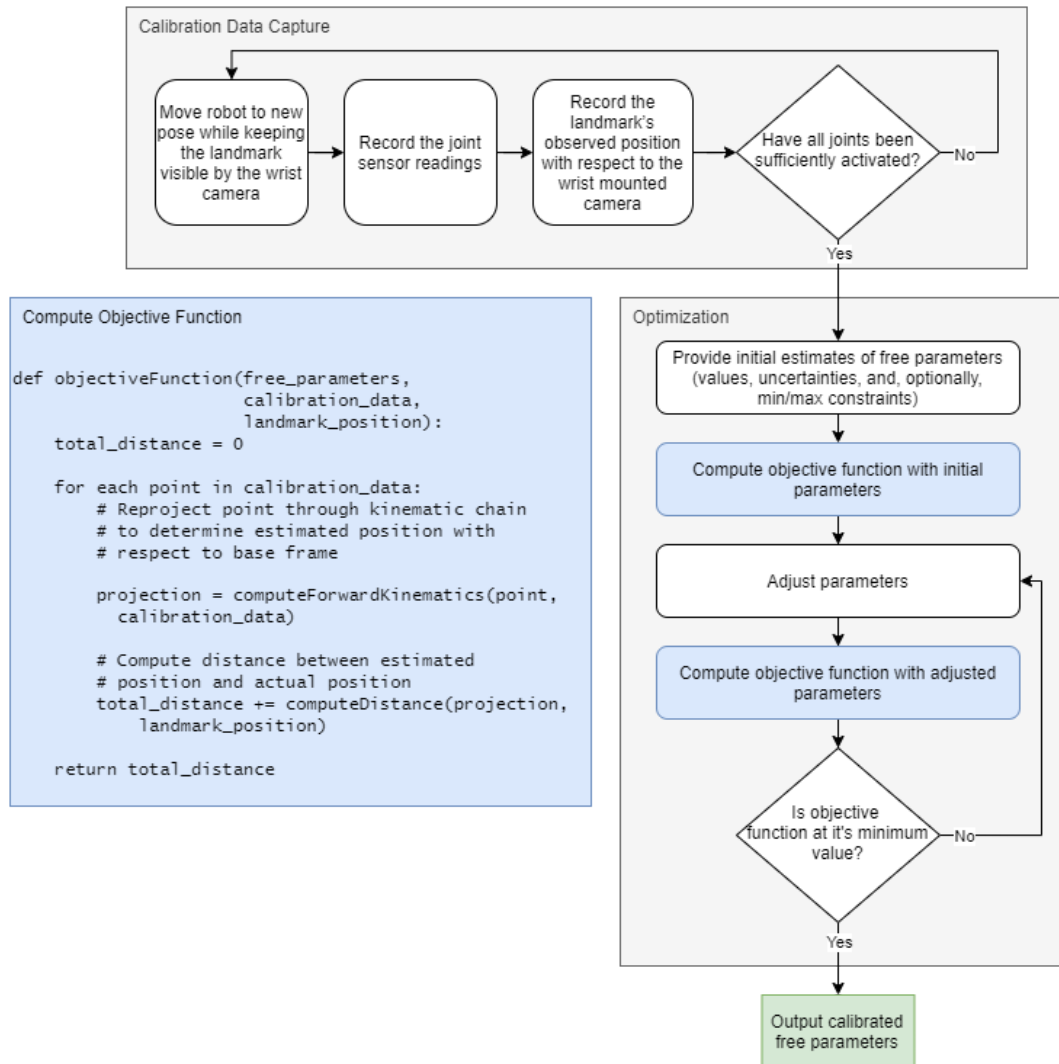 Calibration Data Capture
Move robot to new
pose while keeping
the landmark
visible by the wrist
camera
Record the joint
sensor readings
Record the
landmark's
observed position
with respect to the
wrist mounted
camera
Have all joints been
sufficiently activated?
No
Yes
Compute Objective Function
def objectiveFunction(free_parameters,
                      calibration_data,
                      landmark_position):
    total_distance = 0
    for each point in calibration_data:
        # Reproject point through kinematic chain
        # to determine estimated position with
        # respect to base frame
        projection = computeForwardKinematics(point,
          calibration_data)
        # Compute distance between estimated
        # position and actual position
        total_distance += computeDistance(projection,
            landmark_position)
    return total_distance
Optimization
Provide initial estimates of free parameters
(values, uncertainties, and, optionally,
min/max constraints)
Compute objective function with initial
parameters
Adjust parameters
Compute objective function with adjusted
parameters
Is objective
function at it's minimum
value?
No
Yes
Output calibrated
free parameters